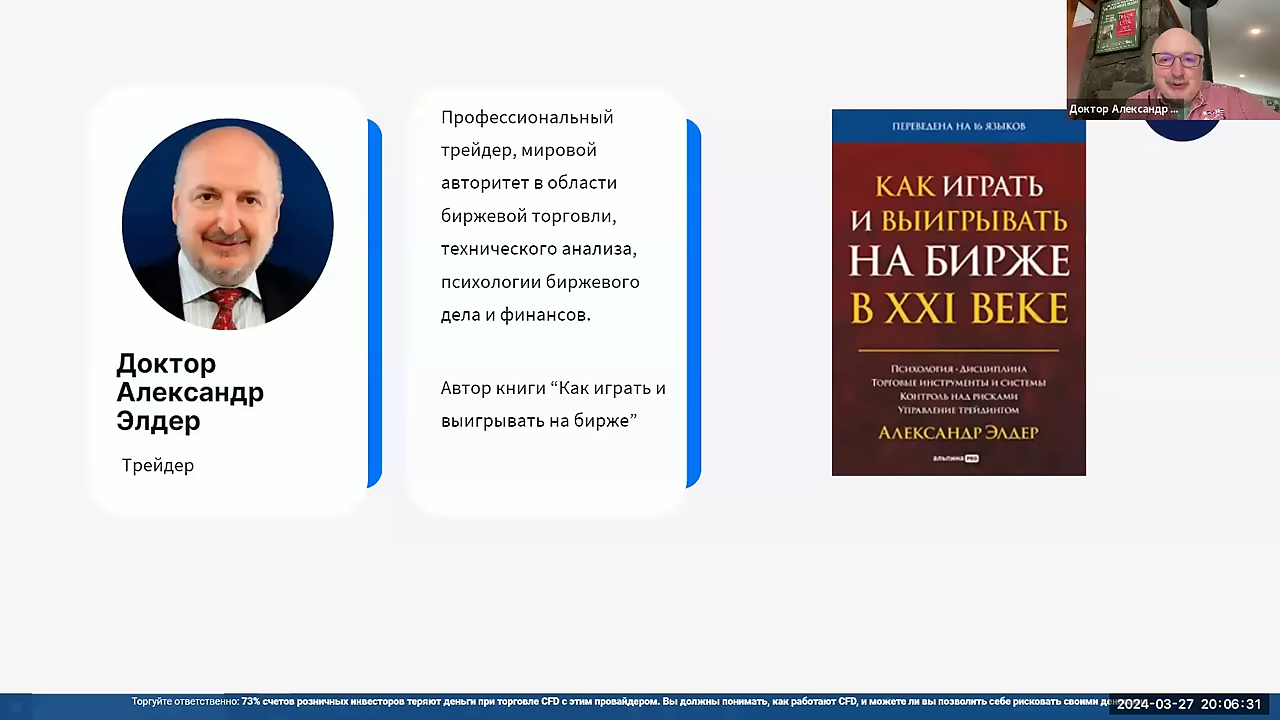 Доктор Александр ...
Доктор
Александр
Элдер
Трейдер
Профессиональный
трейдер, мировой
авторитет в области
биржевой торговли,
технического анализа,
психологии биржевого
дела и финансов.
Автор книги “Как играть и
выигрывать на бирже”
ПЕРЕВЕДЕНА НА 16 ЯЗЫКОВ
КАК ИГРАТЬ
И ВЫИГРЫВАТЬ
НА БИРЖЕ
В XXI ВЕКЕ
ПСИХОЛОГИЯ · ДИСЦИПЛИНА
ТОРГОВЫЕ ИНСТРУМЕНТЫ И СИСТЕМЫ
КОНТРОЛЬ НАД РИСКАМИ
УПРАВЛЕНИЕ ТРЕЙДИНГОМ
АЛЕКСАНДР ЭЛДЕР
альпина PRO
Торгуйте ответственно: 73% счетов розничных инвесторов теряют деньги при торговле CFD с этим провайдером. Вы должны понимать, как работают CFD, и можете ли вы позволить себе рисковать своими
2024-03-27 20:06:31